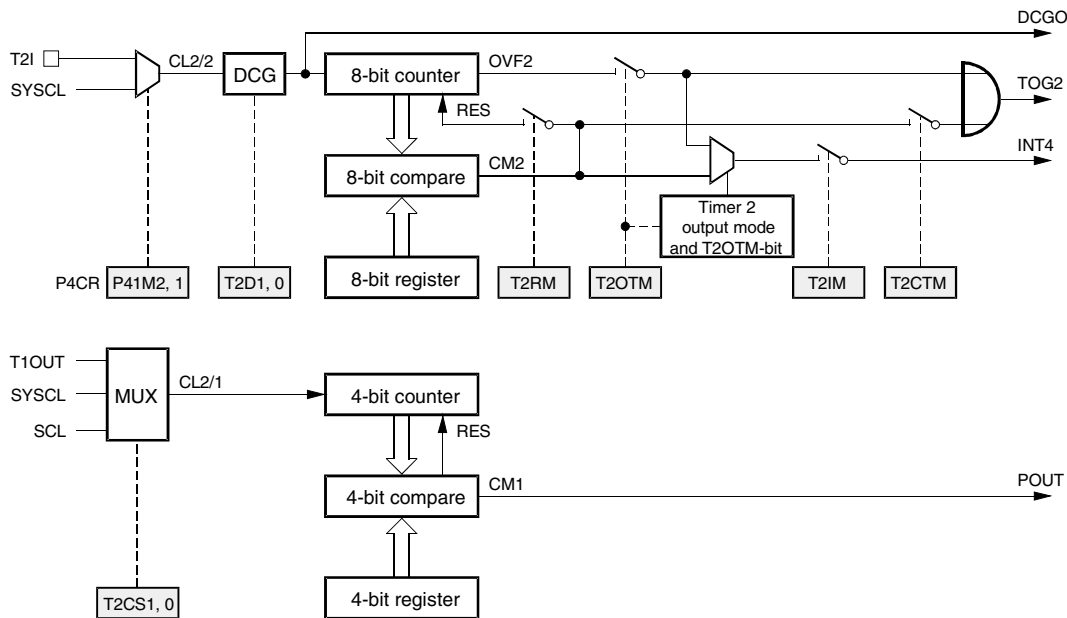 DCGO
T2I
CL2/2
DCG
8-bit counter
OVF2
TOG2
SYSCL
RES
INT4
8-bit compare
CM2
Timer 2
output mode
and T2OTM-bit
P4CR
P41M2, 1
T2D1, 0
8-bit register
T2RM
T2OTM
T2IM
T2CTM
T1OUT
SYSCL
MUX
CL2/1
4-bit counter
SCL
RES
4-bit compare
CM1
POUT
T2CS1, 0
4-bit register